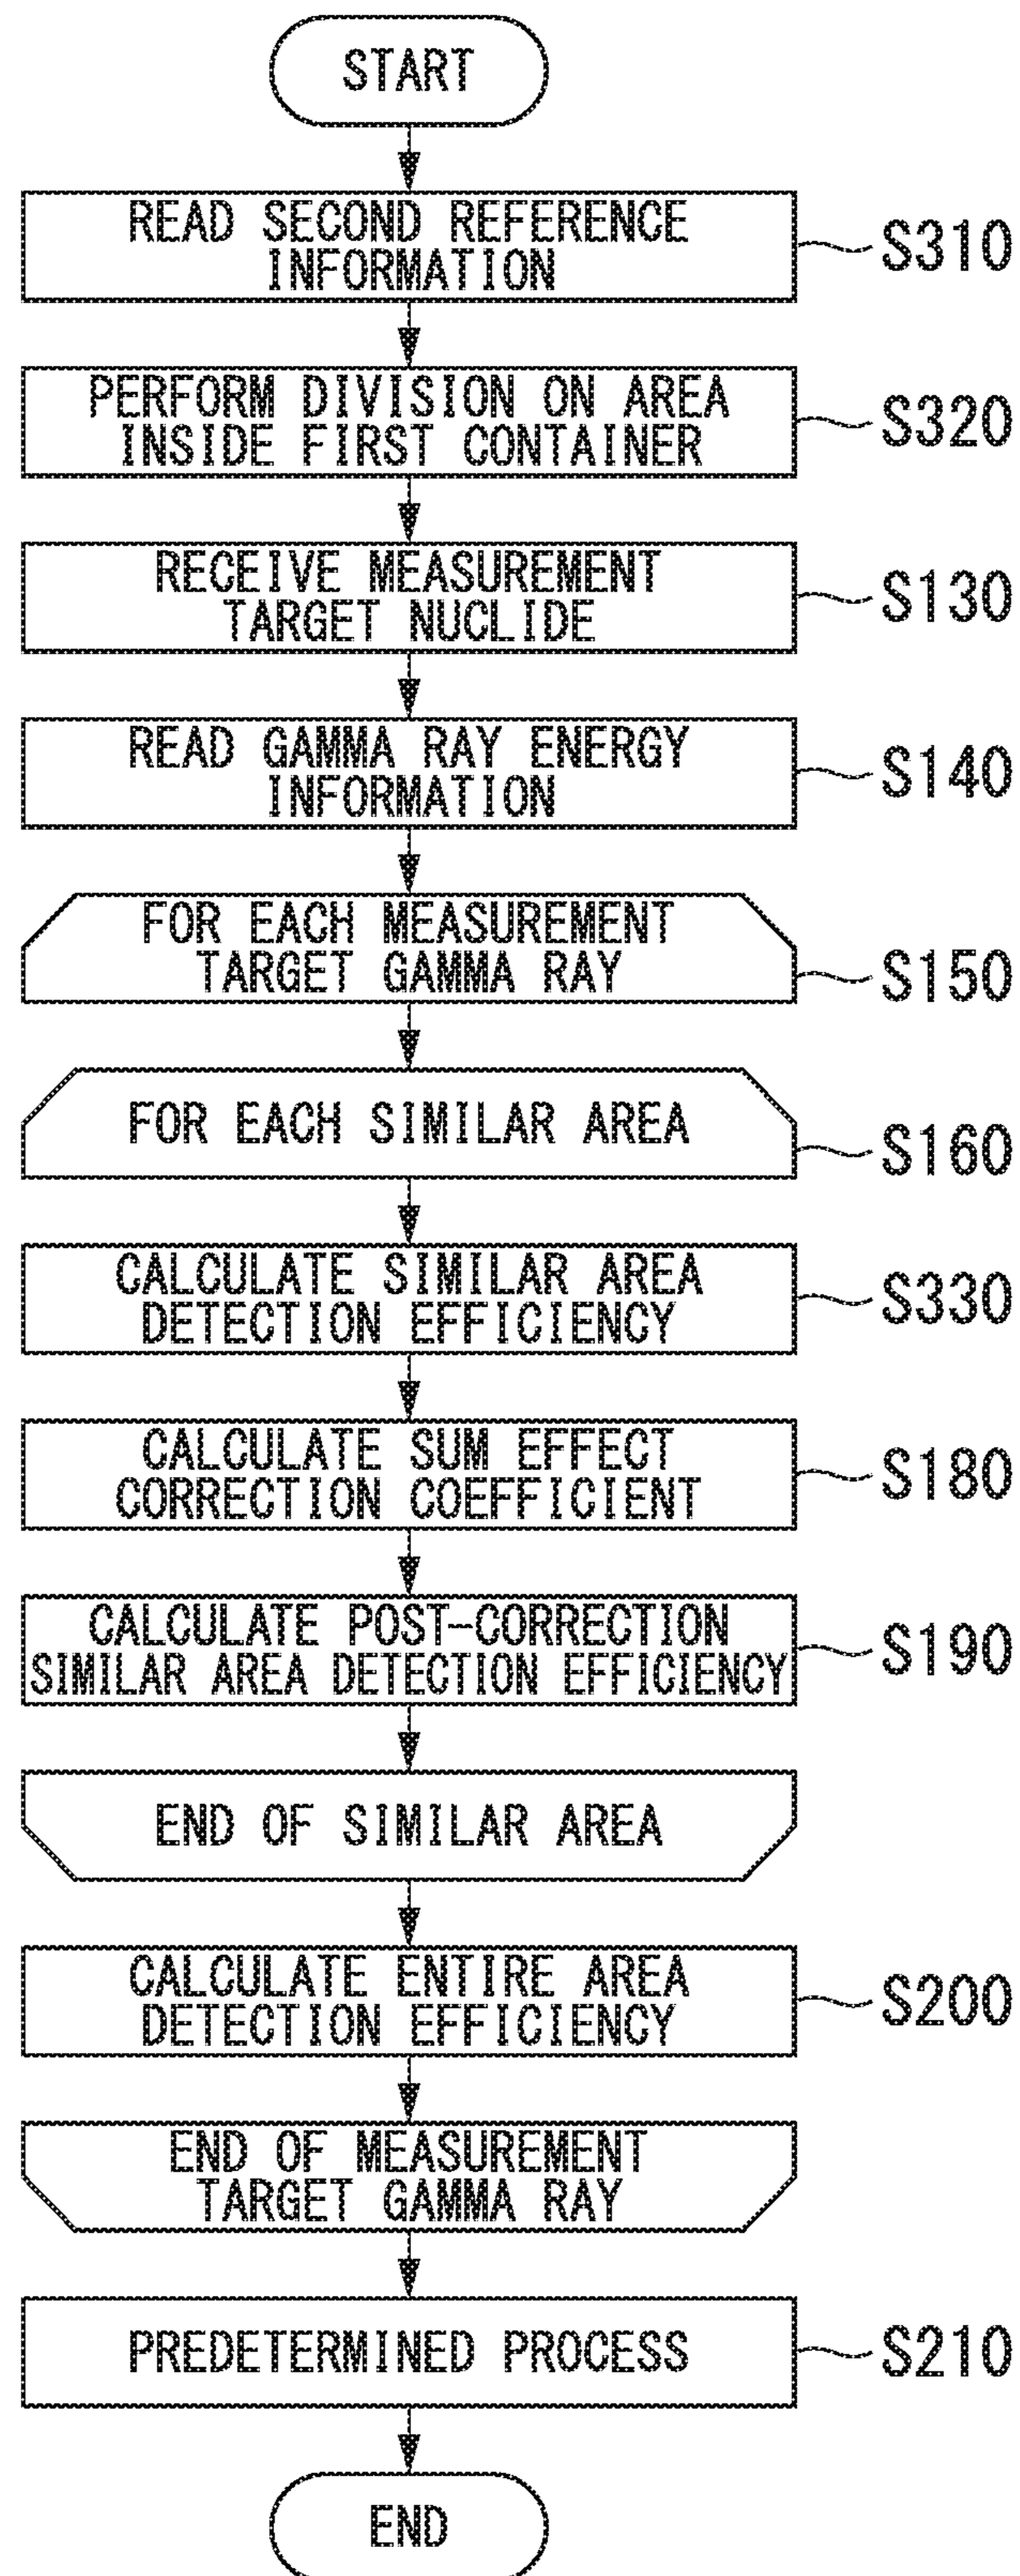 START
READ SECOND REFERENCE
INFORMATION
S310
PERFORM DIVISION ON AREA
INSIDE FIRST CONTAINER
S320
RECEIVE MEASUREMENT
TARGET NUCLIDE
S130
READ GAMMA RAY ENERGY
INFORMATION
S140
FOR EACH MEASUREMENT
TARGET GAMMA RAY
S150
FOR EACH SIMILAR AREA
S160
CALCULATE SIMILAR AREA
DETECTION EFFICIENCY
S330
CALCULATE SUM EFFECT
CORRECTION COEFFICIENT
S180
CALCULATE POST-CORRECTION
SIMILAR AREA DETECTION EFFICIENCY
S190
END OF SIMILAR AREA
CALCULATE ENTIRE AREA
DETECTION EFFICIENCY
S200
END OF MEASUREMENT
TARGET GAMMA RAY
PREDETERMINED PROCESS
S210
END